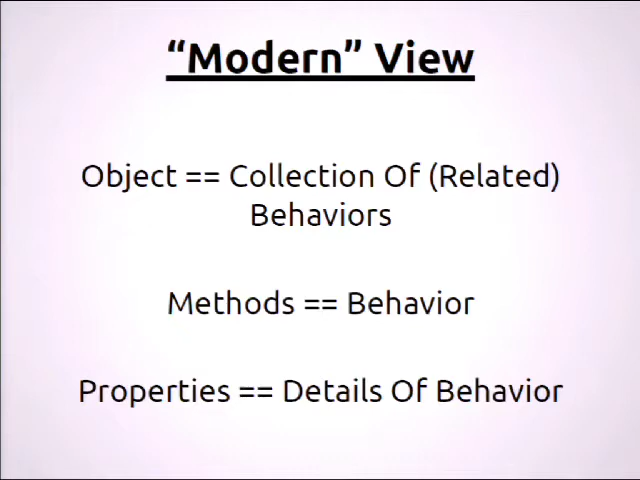 “Modern” View
Object == Collection Of (Related)
Behaviors
Methods == Behavior
Properties == Details Of Behavior